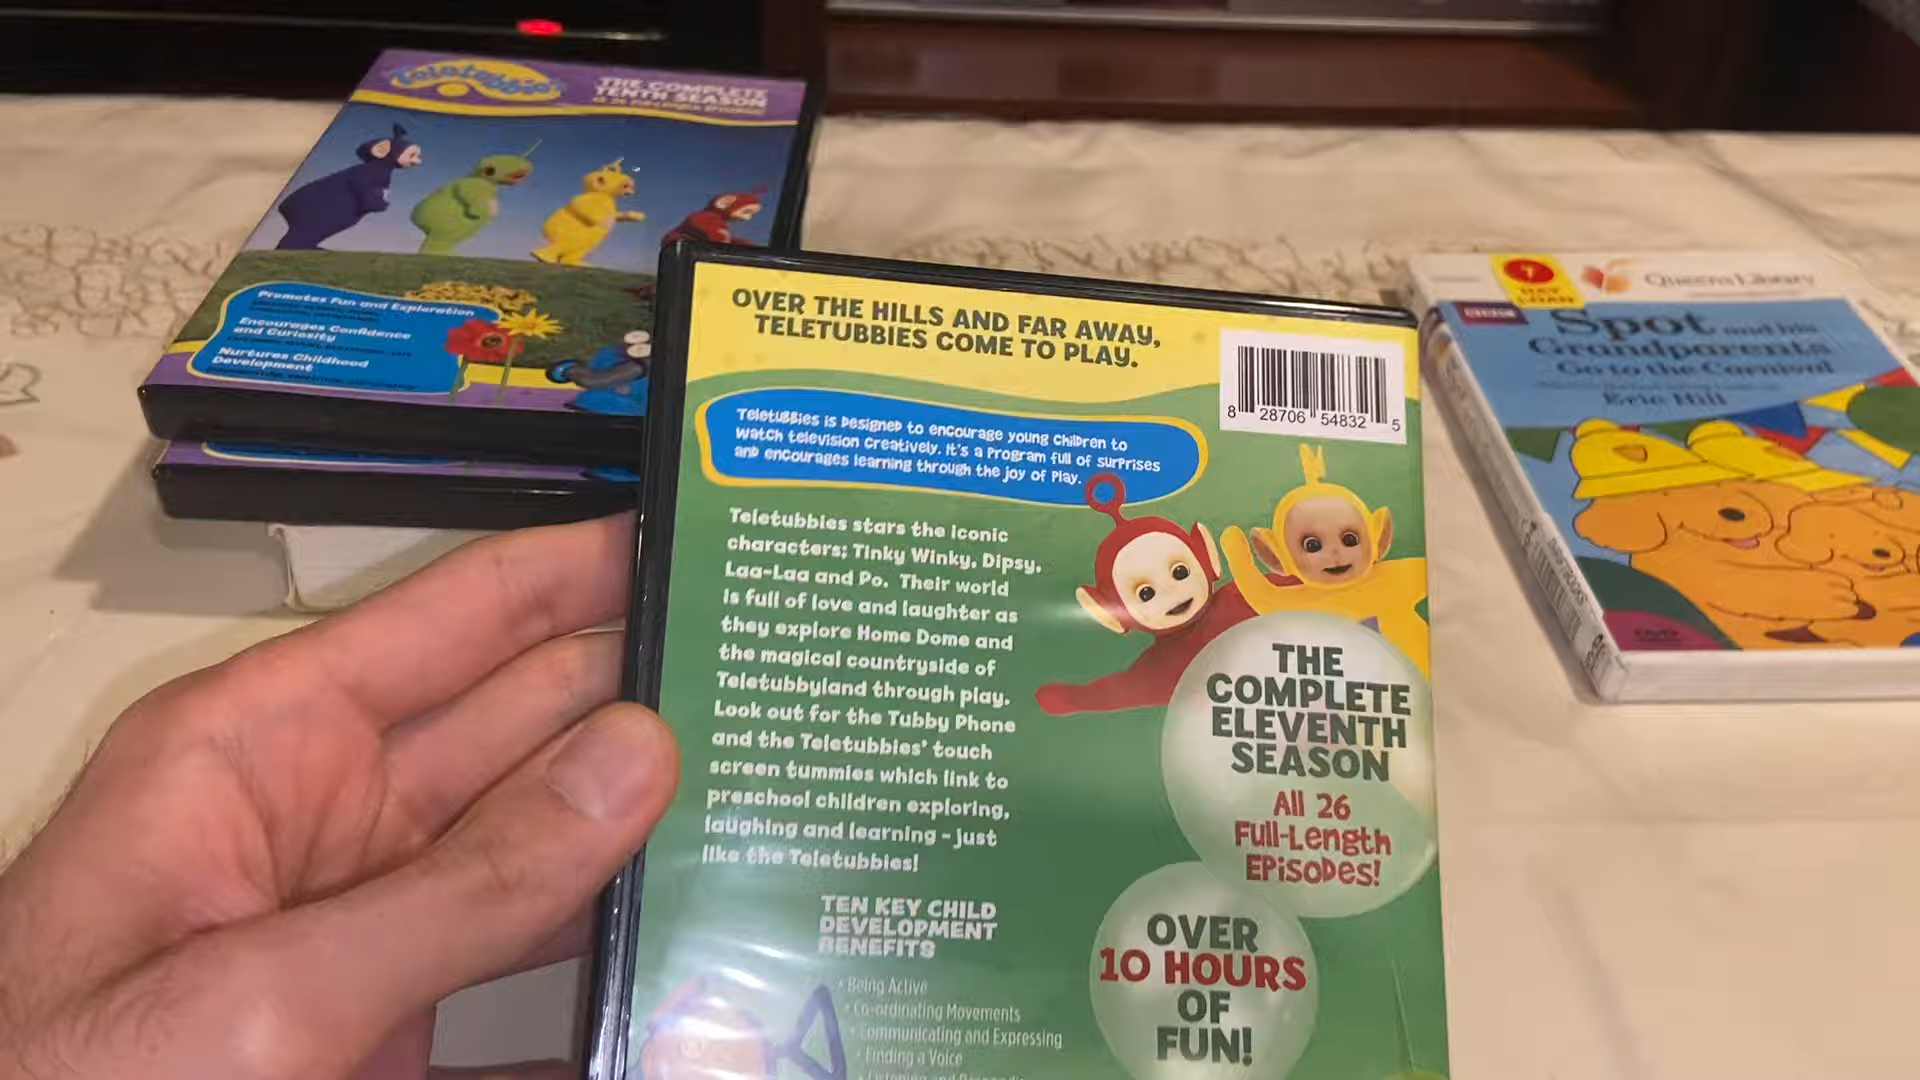 Teletubbies
THE COMPLETE
TENTH SEASON
Promotes Fun and Exploration
Encourages Confidence
and Curiosity
Nurtures Childhood
Development
OVER THE HILLS AND FAR AWAY,
TELETUBBIES COME TO PLAY.
8 28706 54832 5
Teletubbies is Designed to encourage young children to
watch television creatively. It's a Program full of surprises
and encourages learning through the joy of Play.
Teletubbies stars the iconic
characters; Tinky Winky, Dipsy,
Laa-Laa and Po. Their world
is full of love and laughter as
they explore Home Dome and
the magical countryside of
Teletubbyland through play.
Look out for the Tubby Phone
and the Teletubbies' touch
screen tummies which link to
preschool children exploring,
laughing and learning - just
like the Teletubbies!
THE
COMPLETE
ELEVENTH
SEASON
All 26
Full-Length
Episodes!
OVER
10 HOURS
OF
FUN!
TEN KEY CHILD
DEVELOPMENT
BENEFITS
• Being Active
• Co-ordinating Movements
• Communicating and Expressing
• Finding a Voice
7
DAY
LOAN
Queens Library
BBC
Spot and his
Grandparents
Go to the Carnival
Eric Hill
DVD